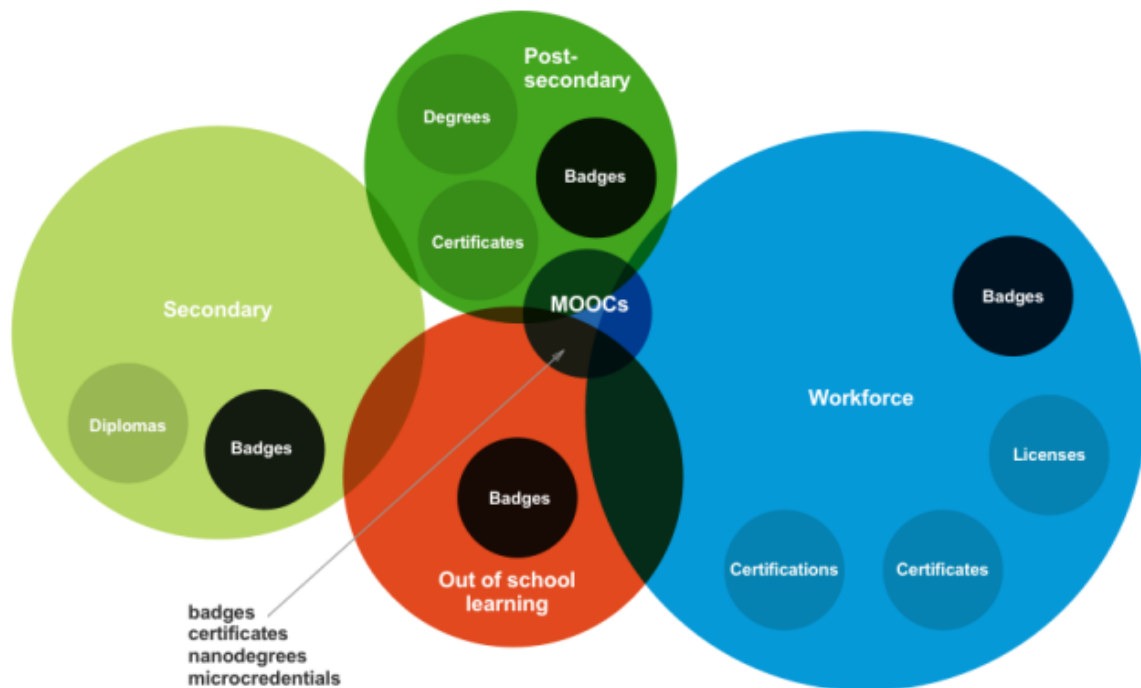 Post-
secondary
Degrees
Badges
Certificates
MOOCs
Secondary
Diplomas
Badges
Badges
Out of school
learning
Workforce
Badges
Licenses
Certifications
Certificates
badges
certificates
nanodegrees
microcredentials